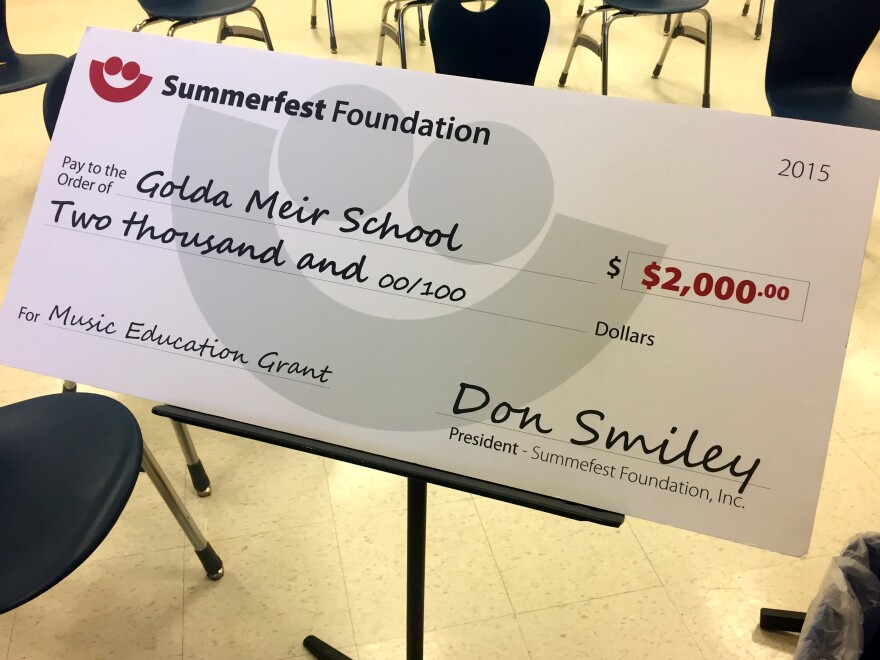 Summerfest Foundation
2015
Pay to the
Order of
Golda Meir School
$ $2,000.00
Two thousand and 00/100
Dollars
For Music Education Grant
Don Smiley
President - Summefest Foundation, Inc.